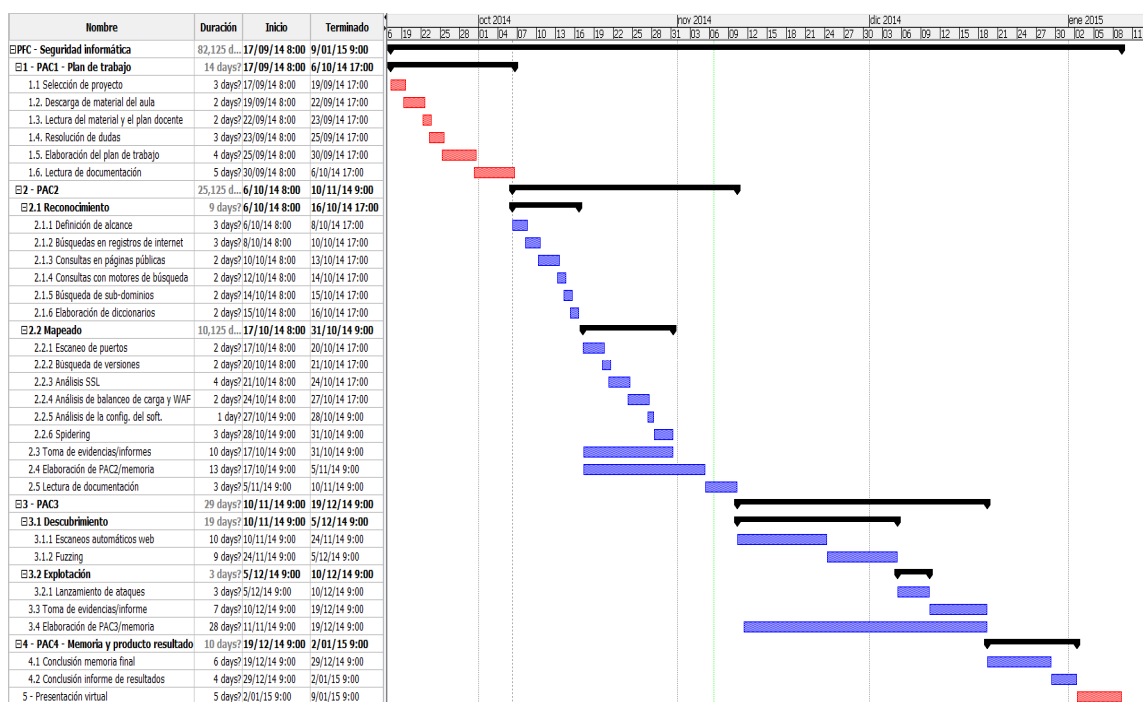 Nombre Duración Inicio Terminado
oct 2014 nov 2014 dic 2014 ene 2015
6 19 22 25 28 01 04 07 10 13 16 19 22 25 28 31 03 06 09 12 15 18 21 24 27 30 03 06 09 12 15 18 21 24 27 30 02 05 08 11
PFC - Seguridad informática 82,125 d... 17/09/14 8:00 9/01/15 9:00
1 - PAC1 - Plan de trabajo 14 days? 17/09/14 8:00 6/10/14 17:00
1.1 Selección de proyecto 3 days? 17/09/14 8:00 19/09/14 17:00
1.2. Descarga de material del aula 2 days? 19/09/14 8:00 22/09/14 17:00
1.3. Lectura del material y el plan docente 2 days? 22/09/14 8:00 23/09/14 17:00
1.4. Resolución de dudas 3 days? 23/09/14 8:00 25/09/14 17:00
1.5. Elaboración del plan de trabajo 4 days? 25/09/14 8:00 30/09/14 17:00
1.6. Lectura de documentación 5 days? 30/09/14 8:00 6/10/14 17:00
2 - PAC2 25,125 d... 6/10/14 8:00 10/11/14 9:00
2.1 Reconocimiento 9 days? 6/10/14 8:00 16/10/14 17:00
2.1.1 Definición de alcance 3 days? 6/10/14 8:00 8/10/14 17:00
2.1.2 Búsquedas en registros de internet 3 days? 8/10/14 8:00 10/10/14 17:00
2.1.3 Consultas en páginas públicas 2 days? 10/10/14 8:00 13/10/14 17:00
2.1.4 Consultas con motores de búsqueda 2 days? 12/10/14 8:00 14/10/14 17:00
2.1.5 Búsqueda de sub-dominios 2 days? 14/10/14 8:00 15/10/14 17:00
2.1.6 Elaboración de diccionarios 2 days? 15/10/14 8:00 16/10/14 17:00
2.2 Mapeado 10,125 d... 17/10/14 8:00 31/10/14 9:00
2.2.1 Escaneo de puertos 2 days? 17/10/14 8:00 20/10/14 17:00
2.2.2 Búsqueda de versiones 2 days? 20/10/14 8:00 21/10/14 17:00
2.2.3 Análisis SSL 4 days? 21/10/14 8:00 24/10/14 17:00
2.2.4 Análisis de balanceo de carga y WAF 2 days? 24/10/14 8:00 27/10/14 17:00
2.2.5 Análisis de la config. del soft. 1 day? 27/10/14 9:00 28/10/14 9:00
2.2.6 Spidering 3 days? 28/10/14 9:00 31/10/14 9:00
2.3 Toma de evidencias/informes 10 days? 17/10/14 9:00 31/10/14 9:00
2.4 Elaboración de PAC2/memoria 13 days? 17/10/14 9:00 5/11/14 9:00
2.5 Lectura de documentación 3 days? 5/11/14 9:00 10/11/14 9:00
3 - PAC3 29 days? 10/11/14 9:00 19/12/14 9:00
3.1 Descubrimiento 19 days? 10/11/14 9:00 5/12/14 9:00
3.1.1 Escaneos automáticos web 10 days? 10/11/14 9:00 24/11/14 9:00
3.1.2 Fuzzing 9 days? 24/11/14 9:00 5/12/14 9:00
3.2 Explotación 3 days? 5/12/14 9:00 10/12/14 9:00
3.2.1 Lanzamiento de ataques 3 days? 5/12/14 9:00 10/12/14 9:00
3.3 Toma de evidencias/informe 7 days? 10/12/14 9:00 19/12/14 9:00
3.4 Elaboración de PAC3/memoria 28 days? 11/11/14 9:00 19/12/14 9:00
4 - PAC4 - Memoria y producto resultado 10 days? 19/12/14 9:00 2/01/15 9:00
4.1 Conclusión memoria final 6 days? 19/12/14 9:00 29/12/14 9:00
4.2 Conclusión informe de resultados 4 days? 29/12/14 9:00 2/01/15 9:00
5 - Presentación virtual 5 days? 2/01/15 9:00 9/01/15 9:00